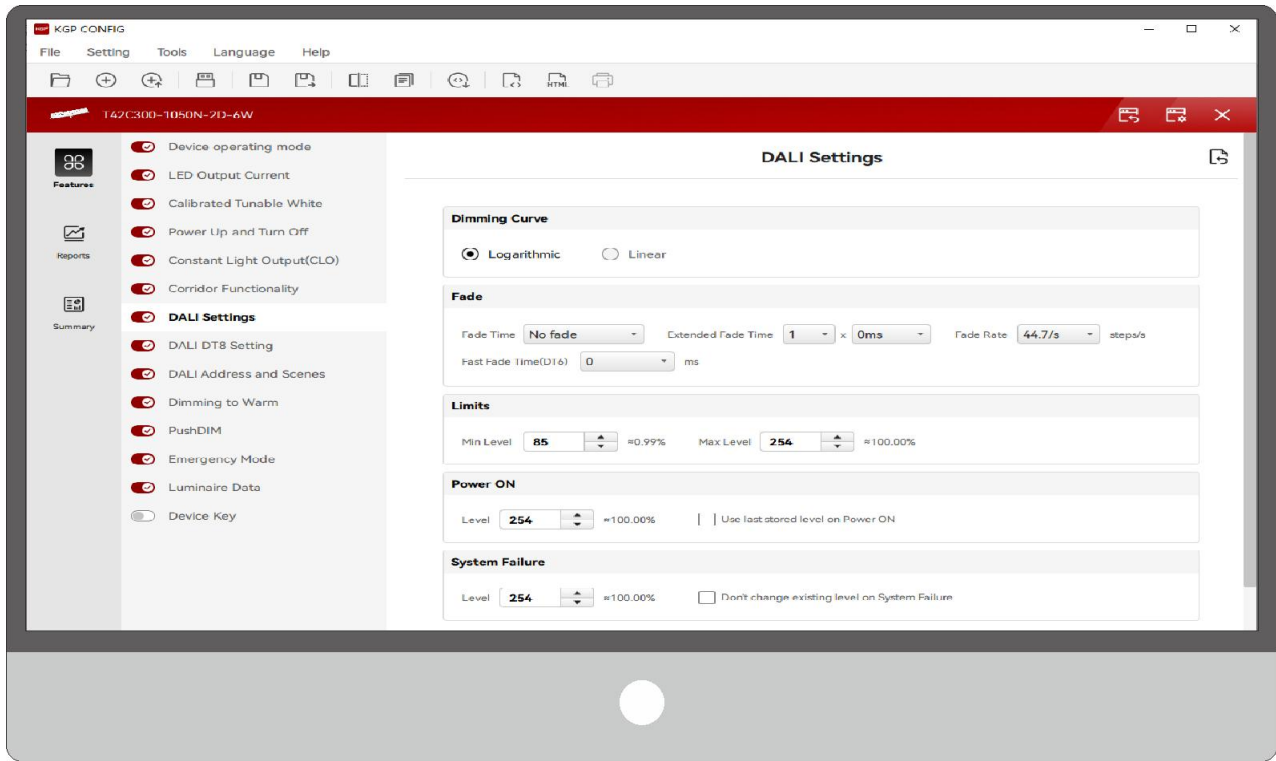 KGP KGP CONFIG
File Setting Tools Language Help
HTML
T42C300-1050N-2D-6W
Features
Reports
Summary
Device operating mode
LED Output Current
Calibrated Tunable White
Power Up and Turn Off
Constant Light Output(CLO)
Corridor Functionality
DALI Settings
DALI DT8 Setting
DALI Address and Scenes
Dimming to Warm
PushDIM
Emergency Mode
Luminaire Data
Device Key
DALI Settings
Dimming Curve
Logarithmic Linear
Fade
Fade Time No fade Extended Fade Time 1 x 0ms Fade Rate 44.7/s steps/s
Fast Fade Time(DT6) 0 ms
Limits
Min Level 85 ≈0.99% Max Level 254 ≈100.00%
Power ON
Level 254 ≈100.00% Use last stored level on Power ON
System Failure
Level 254 ≈100.00% Don't change existing level on System Failure